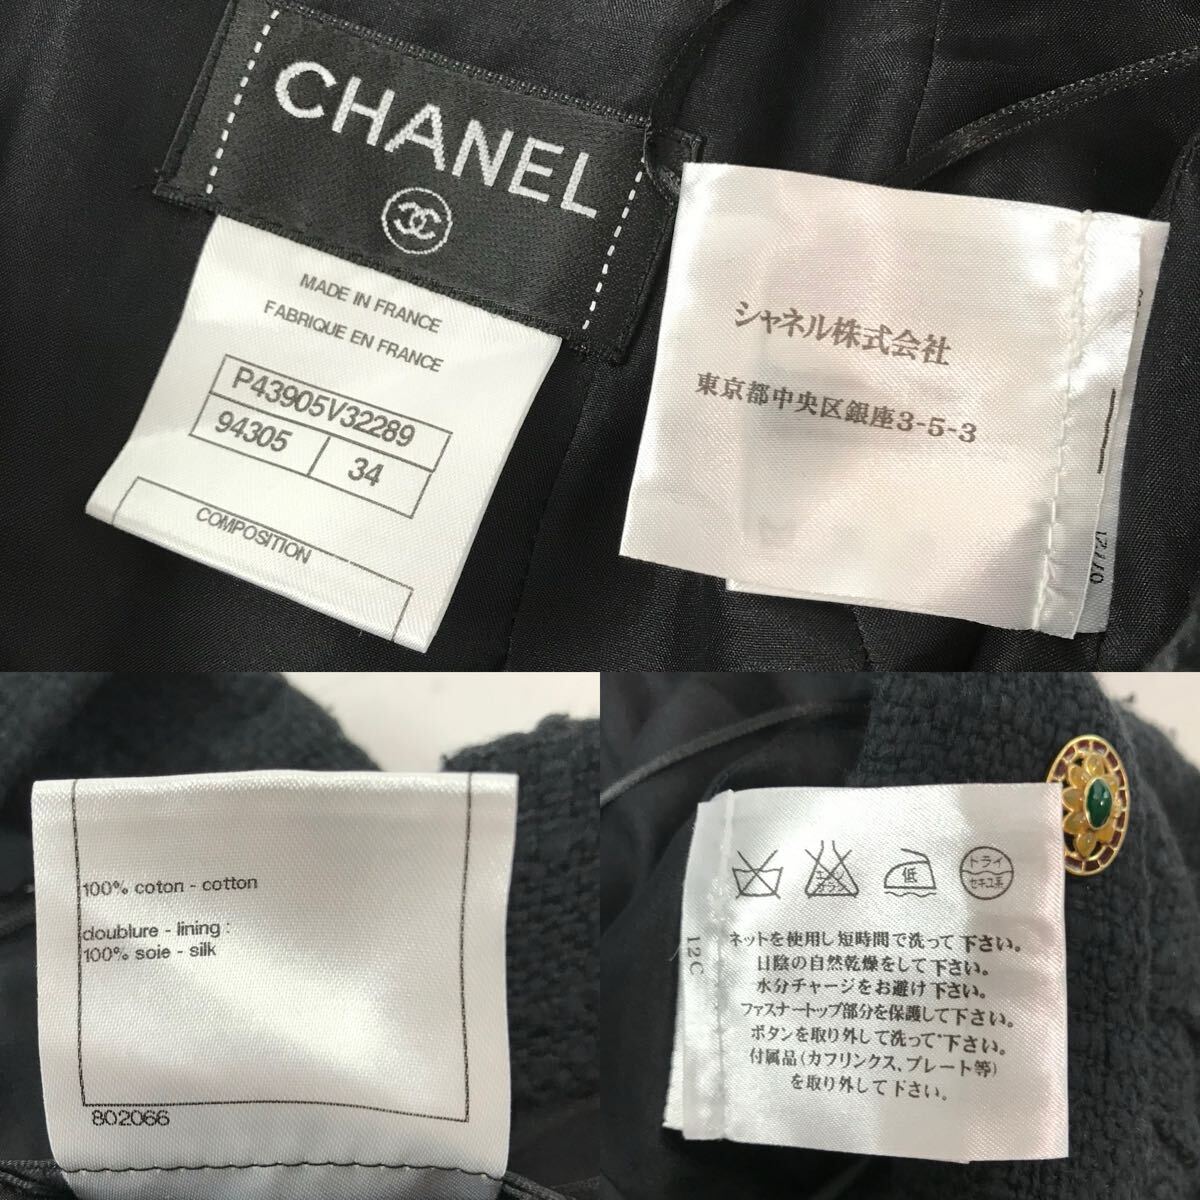 CHANEL
MADE IN FRANCE
FABRIQUE EN FRANCE
P43905V32289
94305
34
COMPOSITION
シャネル株式会社
東京都中央区銀座3-5-3
100% coton - cotton
doublure - lining :
100% soie - silk
802066
エンソ
サラシ
低
ドライ
セキユ系
12C
ネットを使用し短時間で洗って下さい。
日陰の自然乾燥をして下さい。
水分チャージをお避け下さい。
ファスナートップ部分を保護して下さい。
ボタンを取り外して洗って下さい。
付属品(カフリンクス、プレート等)
を取り外して下さい。